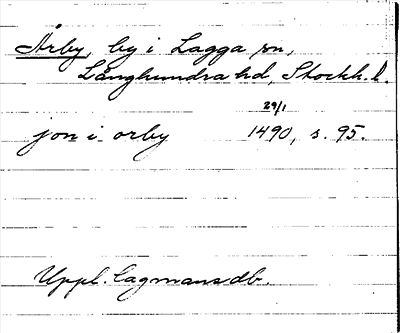 Årby, by i Lagga sn,
Långhundra hd, Stockh. l.
29/1
jon i orby 1490, s. 95.
Uppl. lagmansdb.